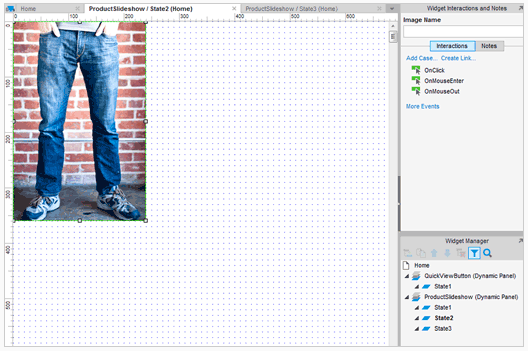 Home
ProductSlideshow / State2 (Home)
ProductSlideshow / State3 (Home)
Widget Interactions and Notes
0 100 200 300 400 500 600
Image Name
0
100
200
300
400
500
Interactions Notes
Add Case... Create Link...
OnClick
OnMouseEnter
OnMouseOut
More Events
Widget Manager
Home
QuickViewButton (Dynamic Panel)
State1
ProductSlideshow (Dynamic Panel)
State1
State2
State3